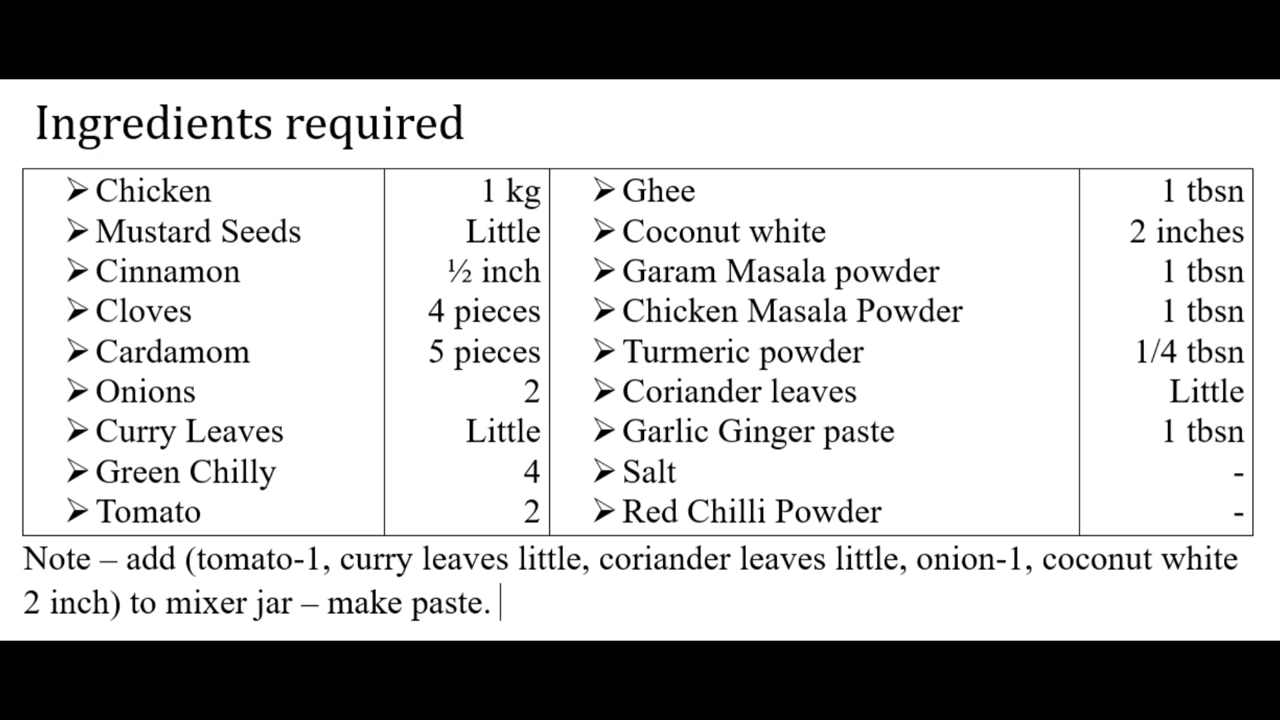 Ingredients required
➢ Chicken 1 kg ➢ Ghee 1 tbsn
➢ Mustard Seeds Little ➢ Coconut white 2 inches
➢ Cinnamon ½ inch ➢ Garam Masala powder 1 tbsn
➢ Cloves 4 pieces ➢ Chicken Masala Powder 1 tbsn
➢ Cardamom 5 pieces ➢ Turmeric powder 1/4 tbsn
➢ Onions 2 ➢ Coriander leaves Little
➢ Curry Leaves Little ➢ Garlic Ginger paste 1 tbsn
➢ Green Chilly 4 ➢ Salt -
➢ Tomato 2 ➢ Red Chilli Powder -
Note – add (tomato-1, curry leaves little, coriander leaves little, onion-1, coconut white
2 inch) to mixer jar – make paste.